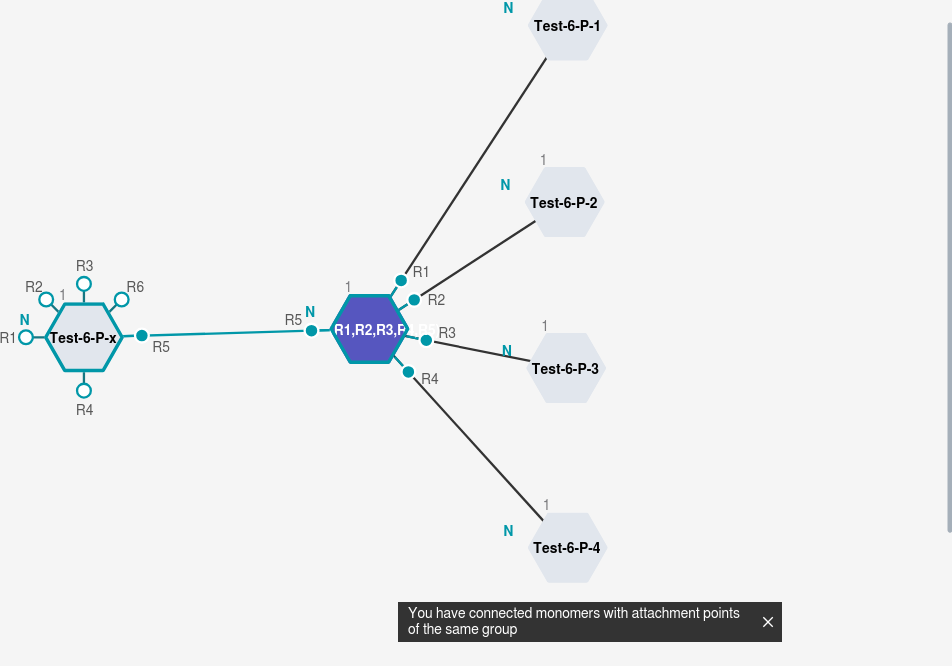 N
Test-6-P-1
1
N
Test-6-P-2
R3
R2
1
R6
N
R1
Test-6-P-x
R5
R4
R1
1
R2
N
R5
R1,R2,R3,
R3
R4
1
N
Test-6-P-3
1
N
Test-6-P-4
You have connected monomers with attachment points
of the same group